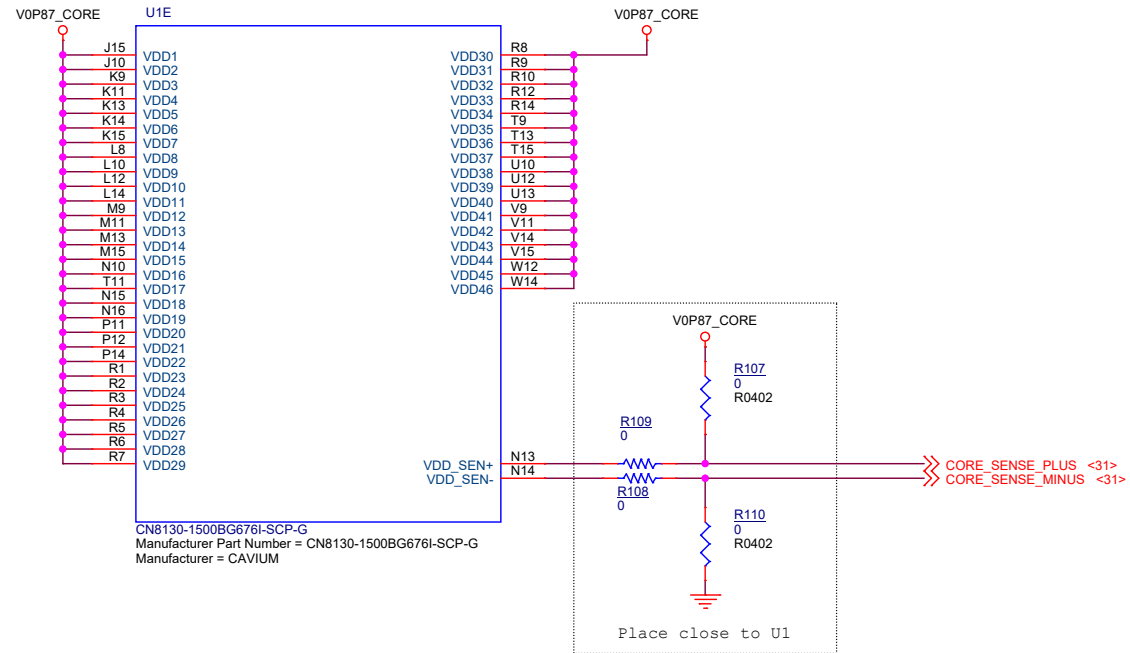 V0P87_CORE
U1E
V0P87_CORE
J15 VDD1
J10 VDD2
K9 VDD3
K11 VDD4
K13 VDD5
K14 VDD6
K15 VDD7
L8 VDD8
L10 VDD9
L12 VDD10
L14 VDD11
M9 VDD12
M11 VDD13
M13 VDD14
M15 VDD15
N10 VDD16
T11 VDD17
N15 VDD18
N16 VDD19
P11 VDD20
P12 VDD21
P14 VDD22
R1 VDD23
R2 VDD24
R3 VDD25
R4 VDD26
R5 VDD27
R6 VDD28
R7 VDD29
VDD30 R8
VDD31 R9
VDD32 R10
VDD33 R12
VDD34 R14
VDD35 T9
VDD36 T13
VDD37 T15
VDD38 U10
VDD39 U12
VDD40 U13
VDD41 V9
VDD42 V11
VDD43 V14
VDD44 V15
VDD45 W12
VDD46 W14
VDD_SEN+ N13
VDD_SEN- N14
V0P87_CORE
R107
0
R0402
R109
0
R108
0
CORE_SENSE_PLUS <31>
CORE_SENSE_MINUS <31>
R110
0
R0402
Place close to U1
CN8130-1500BG676I-SCP-G
Manufacturer Part Number = CN8130-1500BG676I-SCP-G
Manufacturer = CAVIUM